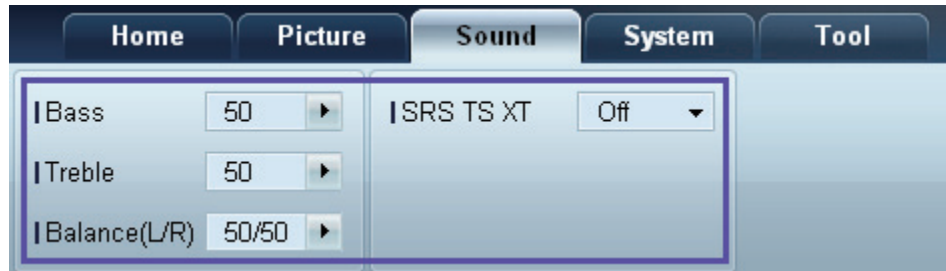 Home Picture Sound System Tool
Bass 50 SRS TS XT Off
Treble 50
Balance(L/R) 50/50